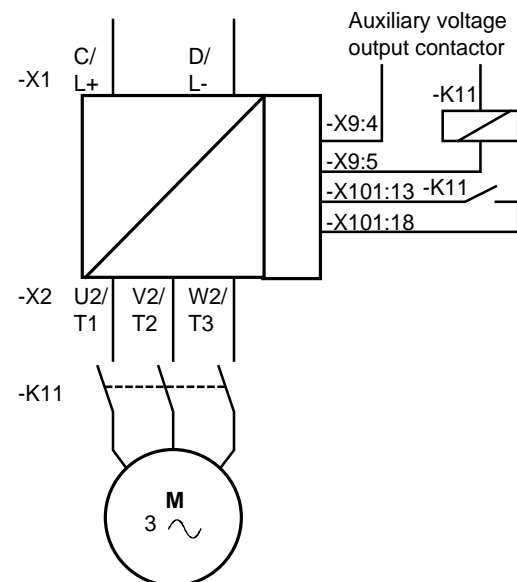 Auxiliary voltage
output contactor
C/
L+
D/
L-
-X1
-K11
-X9:4
-X9:5
-X101:13
-K11
-X101:18
-X2
U2/
T1
V2/
T2
W2/
T3
-K11
M
3